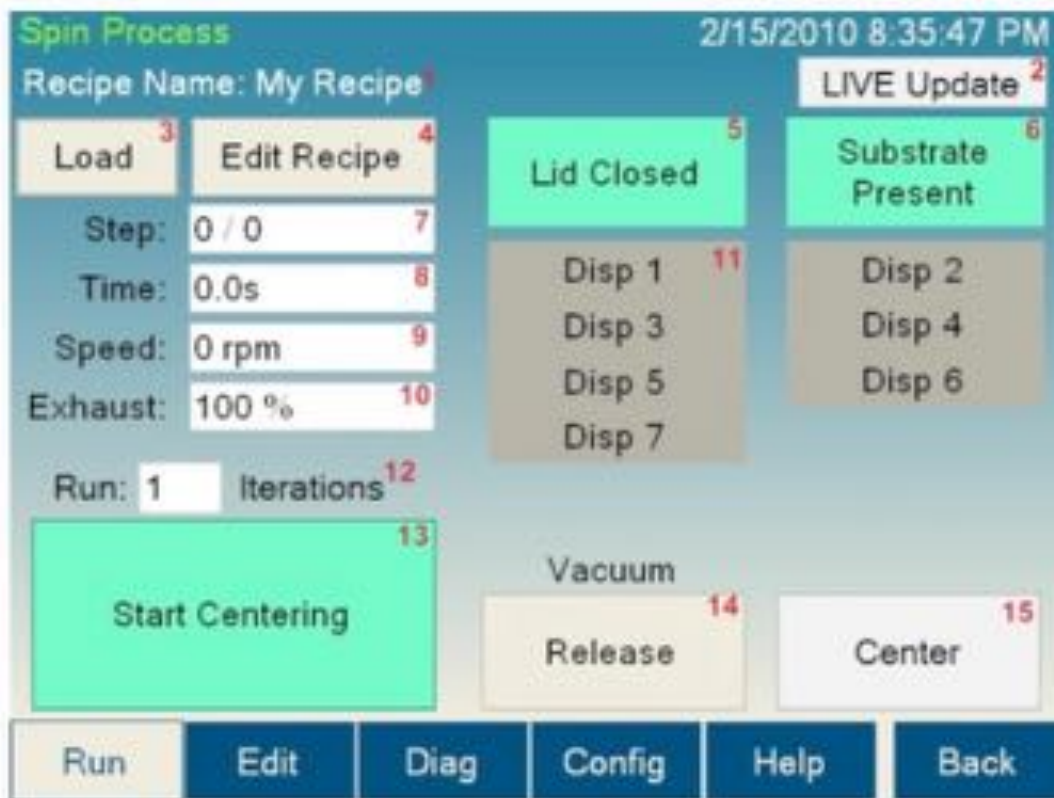 Spin Process 2/15/2010 8:35:47 PM
Recipe Name: My Recipe 1 LIVE Update 2
Load 3 Edit Recipe 4 Lid Closed 5 Substrate Present 6
Step: 0 / 0 7
Time: 0.0s 8
Speed: 0 rpm 9
Exhaust: 100 % 10
Disp 1 11 Disp 2
Disp 3 Disp 4
Disp 5 Disp 6
Disp 7
Run: 1 Iterations 12
Start Centering 13
Vacuum
Release 14 Center 15
Run Edit Diag Config Help Back